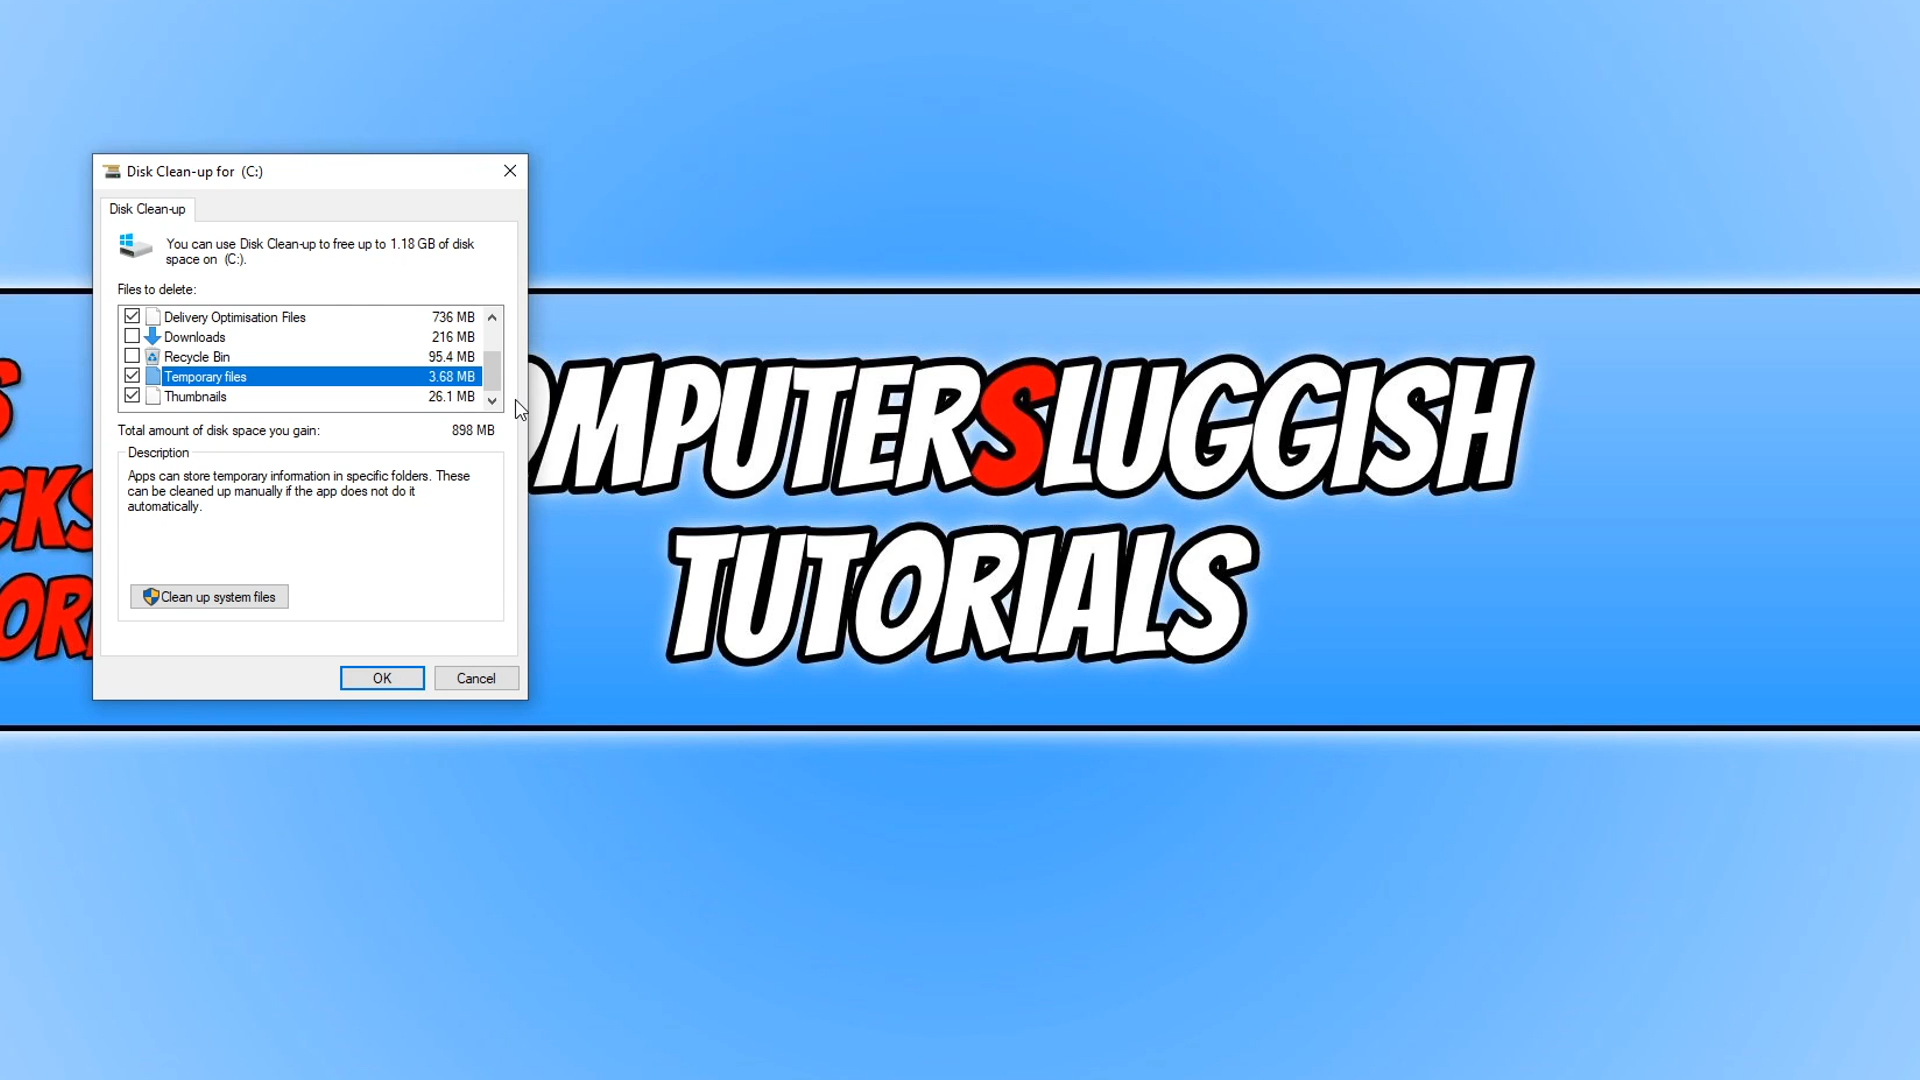 Disk Clean-up for (C:)
Disk Clean-up
You can use Disk Clean-up to free up to 1.18 GB of disk
space on (C:).
Files to delete:
Delivery Optimisation Files 736 MB
Downloads 216 MB
Recycle Bin 95.4 MB
Temporary files 3.68 MB
Thumbnails 26.1 MB
Total amount of disk space you gain: 898 MB
Description
Apps can store temporary information in specific folders. These
can be cleaned up manually if the app does not do it
automatically.
Clean up system files
OK Cancel
OMPUTERSLUGGISH
TUTORIALS